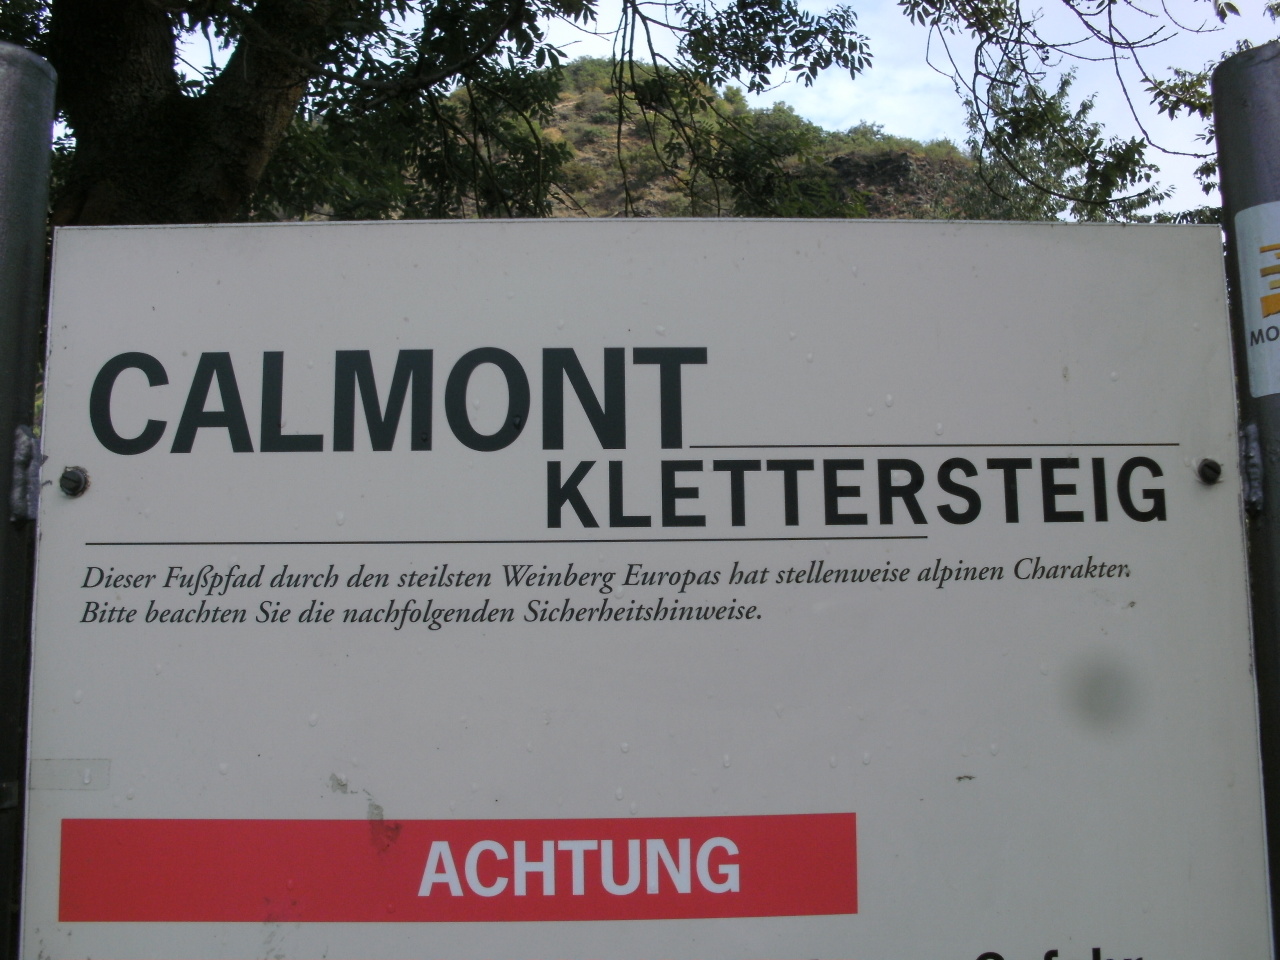 CALMONT
KLETTERSTEIG
Dieser Fußpfad durch den steilsten Weinberg Europas hat stellenweise alpinen Charakter.
Bitte beachten Sie die nachfolgenden Sicherheitshinweise.
ACHTUNG